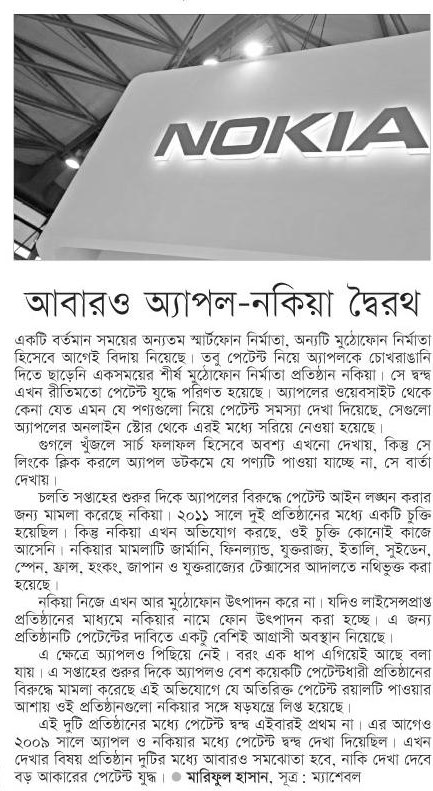 NOKIA
আবারও অ্যাপল-নকিয়া দ্বৈরথ
একটি বর্তমান সময়ের অন্যতম স্মার্টফোন নির্মাতা, অন্যটি মুঠোফোন নির্মাতা
হিসেবে আগেই বিদায় নিয়েছে। তবু পেটেন্ট নিয়ে অ্যাপলকে চোখরাঙানি
দিতে ছাড়েনি একসময়ের শীর্ষ মুঠোফোন নির্মাতা প্রতিষ্ঠান নকিয়া। সে দ্বন্দ্ব
এখন রীতিমতো পেটেন্ট যুদ্ধে পরিণত হয়েছে। অ্যাপলের ওয়েবসাইট থেকে
কেনা যেত এমন যে পণ্যগুলো নিয়ে পেটেন্ট সমস্যা দেখা দিয়েছে, সেগুলো
অ্যাপলের অনলাইন স্টোর থেকে এরই মধ্যে সরিয়ে নেওয়া হয়েছে।
গুগলে খুঁজলে সার্চ ফলাফল হিসেবে অবশ্য এখনো দেখায়, কিন্তু সে
লিংকে ক্লিক করলে অ্যাপল ডটকমে যে পণ্যটি পাওয়া যাচ্ছে না, সে বার্তা
দেখায়।
চলতি সপ্তাহের শুরুর দিকে অ্যাপলের বিরুদ্ধে পেটেন্ট আইন লঙ্ঘন করার
জন্য মামলা করেছে নকিয়া। ২০১১ সালে দুই প্রতিষ্ঠানের মধ্যে একটি চুক্তি
হয়েছিল। কিন্তু নকিয়া এখন অভিযোগ করছে, ওই চুক্তি কোনোই কাজে
আসেনি। নকিয়ার মামলাটি জার্মানি, ফিনল্যান্ড, যুক্তরাজ্য, ইতালি, সুইডেন,
স্পেন, ফ্রান্স, হংকং, জাপান ও যুক্তরাজ্যের টেক্সাসের আদালতে নথিভুক্ত করা
হয়েছে।
নকিয়া নিজে এখন আর মুঠোফোন উৎপাদন করে না। যদিও লাইসেন্সপ্রাপ্ত
প্রতিষ্ঠানের মাধ্যমে নকিয়ার নামে ফোন উৎপাদন করা হচ্ছে। এ জন্য
প্রতিষ্ঠানটি পেটেন্টের দাবিতে একটু বেশিই আগ্রাসী অবস্থান নিয়েছে।
এ ক্ষেত্রে অ্যাপলও পিছিয়ে নেই। বরং এক ধাপ এগিয়েই আছে বলা
যায়। এ সপ্তাহের শুরুর দিকে অ্যাপলও বেশ কয়েকটি পেটেন্টধারী প্রতিষ্ঠানের
বিরুদ্ধে মামলা করেছে এই অভিযোগে যে অতিরিক্ত পেটেন্ট রয়ালটি পাওয়ার
আশায় ওই প্রতিষ্ঠানগুলো নকিয়ার সঙ্গে ষড়যন্ত্রে লিপ্ত হয়েছে।
এই দুটি প্রতিষ্ঠানের মধ্যে পেটেন্ট দ্বন্দ্ব এইবারই প্রথম না। এর আগেও
২০০৯ সালে অ্যাপল ও নকিয়ার মধ্যে পেটেন্ট দ্বন্দ্ব দেখা দিয়েছিল। এখন
দেখার বিষয় প্রতিষ্ঠান দুটির মধ্যে আবারও সমঝোতা হবে, নাকি দেখা দেবে
বড় আকারের পেটেন্ট যুদ্ধ। ● মারিফুল হাসান, সূত্র : ম্যাশেবল